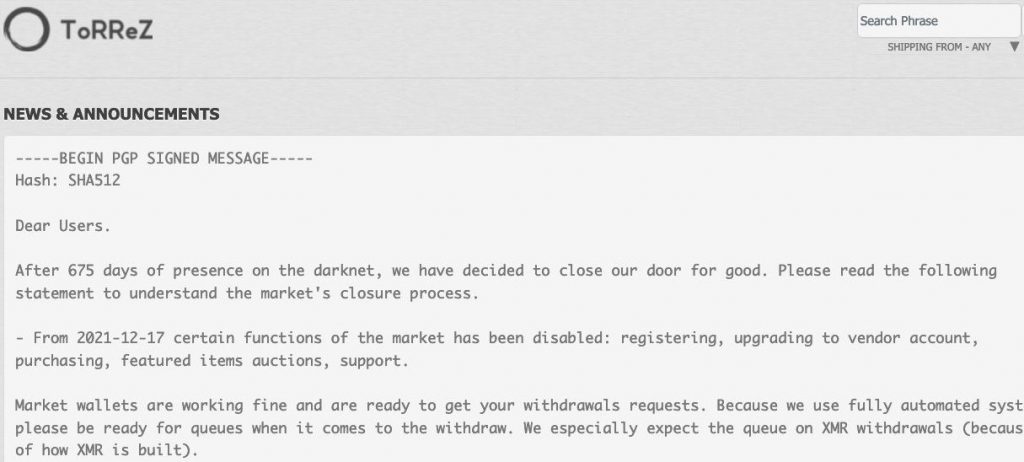 ToRReZ
Search Phrase
SHIPPING FROM - ANY
NEWS & ANNOUNCEMENTS
-----BEGIN PGP SIGNED MESSAGE-----
Hash: SHA512
Dear Users.
After 675 days of presence on the darknet, we have decided to close our door for good. Please read the following
statement to understand the market's closure process.
- From 2021-12-17 certain functions of the market has been disabled: registering, upgrading to vendor account,
purchasing, featured items auctions, support.
Market wallets are working fine and are ready to get your withdrawals requests. Because we use fully automated syst
please be ready for queues when it comes to the withdraw. We especially expect the queue on XMR withdrawals (becaus
of how XMR is built).